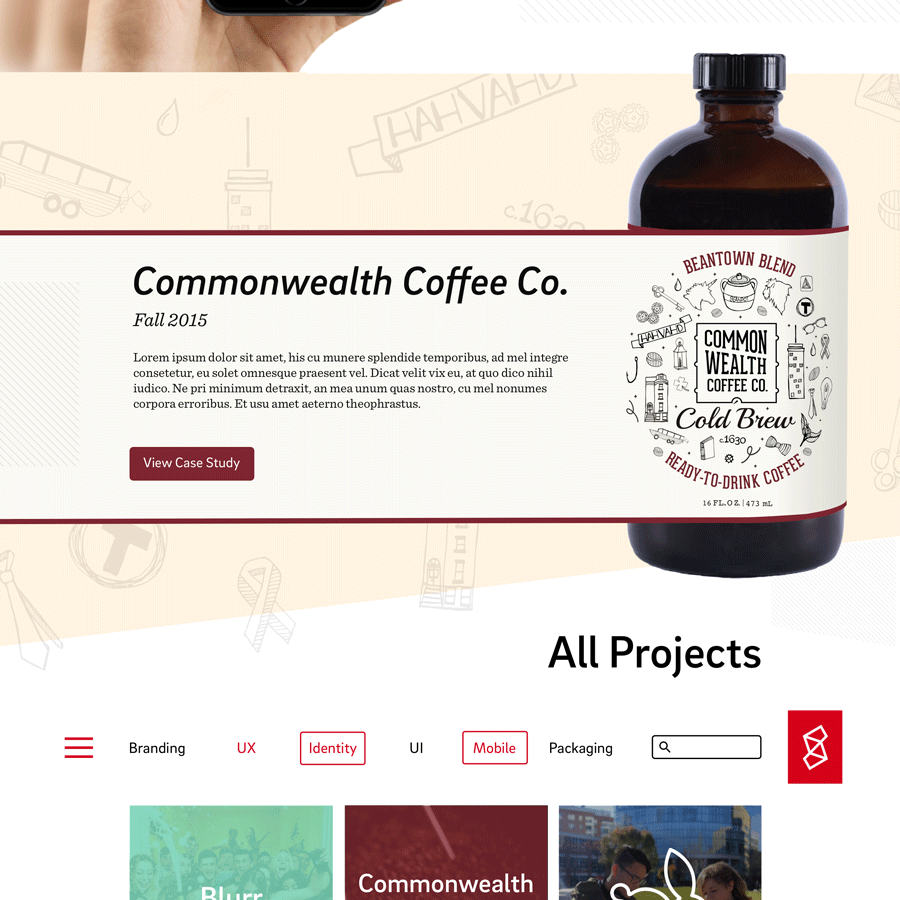 HAHVAHD
c.1630
BEANTOWN BLEND
HAHVAHD
T
COMMON
WEALTH
COFFEE CO.
Cold Brew
c.1630
READY-TO-DRINK COFFEE
16 FL.OZ. | 473 mL
Commonwealth Coffee Co.
Fall 2015
Lorem ipsum dolor sit amet, his cu munere splendide temporibus, ad mel integre
consetetur, eu solet omnesque praesent vel. Dicat velit vix eu, at quo dico nihil
iudico. Ne pri minimum detraxit, an mea unum quas nostro, cu mel nonumes
corpora erroribus. Et usu amet aeterno theophrastus.
View Case Study
T
All Projects
Branding UX Identity UI Mobile Packaging
Blurr
Commonwealth